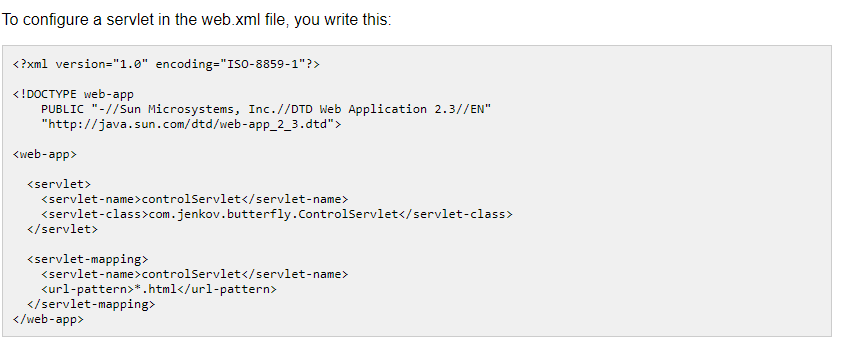 To configure a servlet in the web.xml file, you write this:
<?xml version="1.0" encoding="ISO-8859-1"?>
<!DOCTYPE web-app
PUBLIC "-//Sun Microsystems, Inc.//DTD Web Application 2.3//EN"
"http://java.sun.com/dtd/web-app_2_3.dtd">
<web-app>
<servlet>
<servlet-name>controlServlet</servlet-name>
<servlet-class>com.jenkov.butterfly.ControlServlet</servlet-class>
</servlet>
<servlet-mapping>
<servlet-name>controlServlet</servlet-name>
<url-pattern>*.html</url-pattern>
</servlet-mapping>
</web-app>